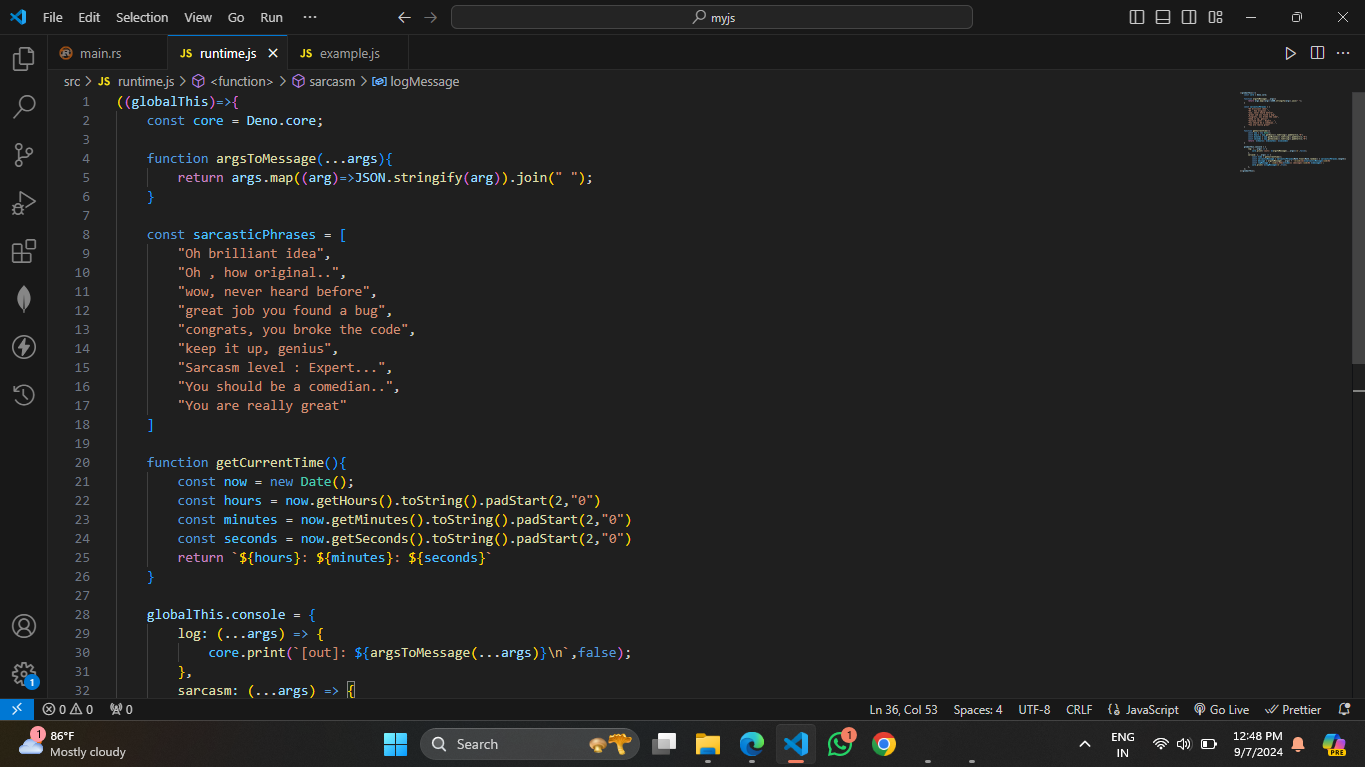 File Edit Selection View Go Run ···
myjs
main.rs
JS runtime.js
JS example.js
src > JS runtime.js > <function> > sarcasm > logMessage
1 ((globalThis)=>{
2 const core = Deno.core;
3
4 function argsToMessage(...args){
5 return args.map((arg)=>JSON.stringify(arg)).join(" ");
6 }
7
8 const sarcasticPhrases = [
9 "Oh brilliant idea",
10 "Oh , how original..",
11 "wow, never heard before",
12 "great job you found a bug",
13 "congrats, you broke the code",
14 "keep it up, genius",
15 "Sarcasm level : Expert...",
16 "You should be a comedian..",
17 "You are really great"
18 ]
19
20 function getCurrentTime(){
21 const now = new Date();
22 const hours = now.getHours().toString().padStart(2,"0")
23 const minutes = now.getMinutes().toString().padStart(2,"0")
24 const seconds = now.getSeconds().toString().padStart(2,"0")
25 return `${hours}: ${minutes}: ${seconds}`
26 }
27
28 globalThis.console = {
29 log: (...args) => {
30 core.print(`[out]: ${argsToMessage(...args)}\n`,false);
31 },
32 sarcasm: (...args) => {
1
0 0 0 Ln 36, Col 53 Spaces: 4 UTF-8 CRLF {} JavaScript Go Live Prettier
1
86°F
Mostly cloudy
Search
1
ENG
IN
12:48 PM
9/7/2024
PRE